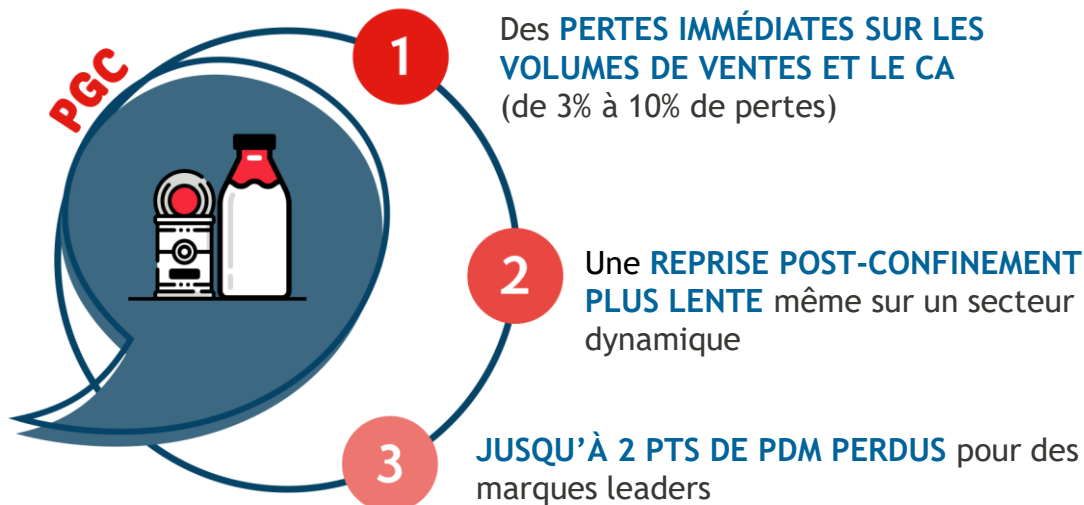 PGC
1
Des PERTES IMMÉDIATES SUR LES
VOLUMES DE VENTES ET LE CA
(de 3% à 10% de pertes)
2
Une REPRISE POST-CONFINEMENT
PLUS LENTE même sur un secteur
dynamique
3
JUSQU’À 2 PTS DE PDM PERDUS pour des
marques leaders